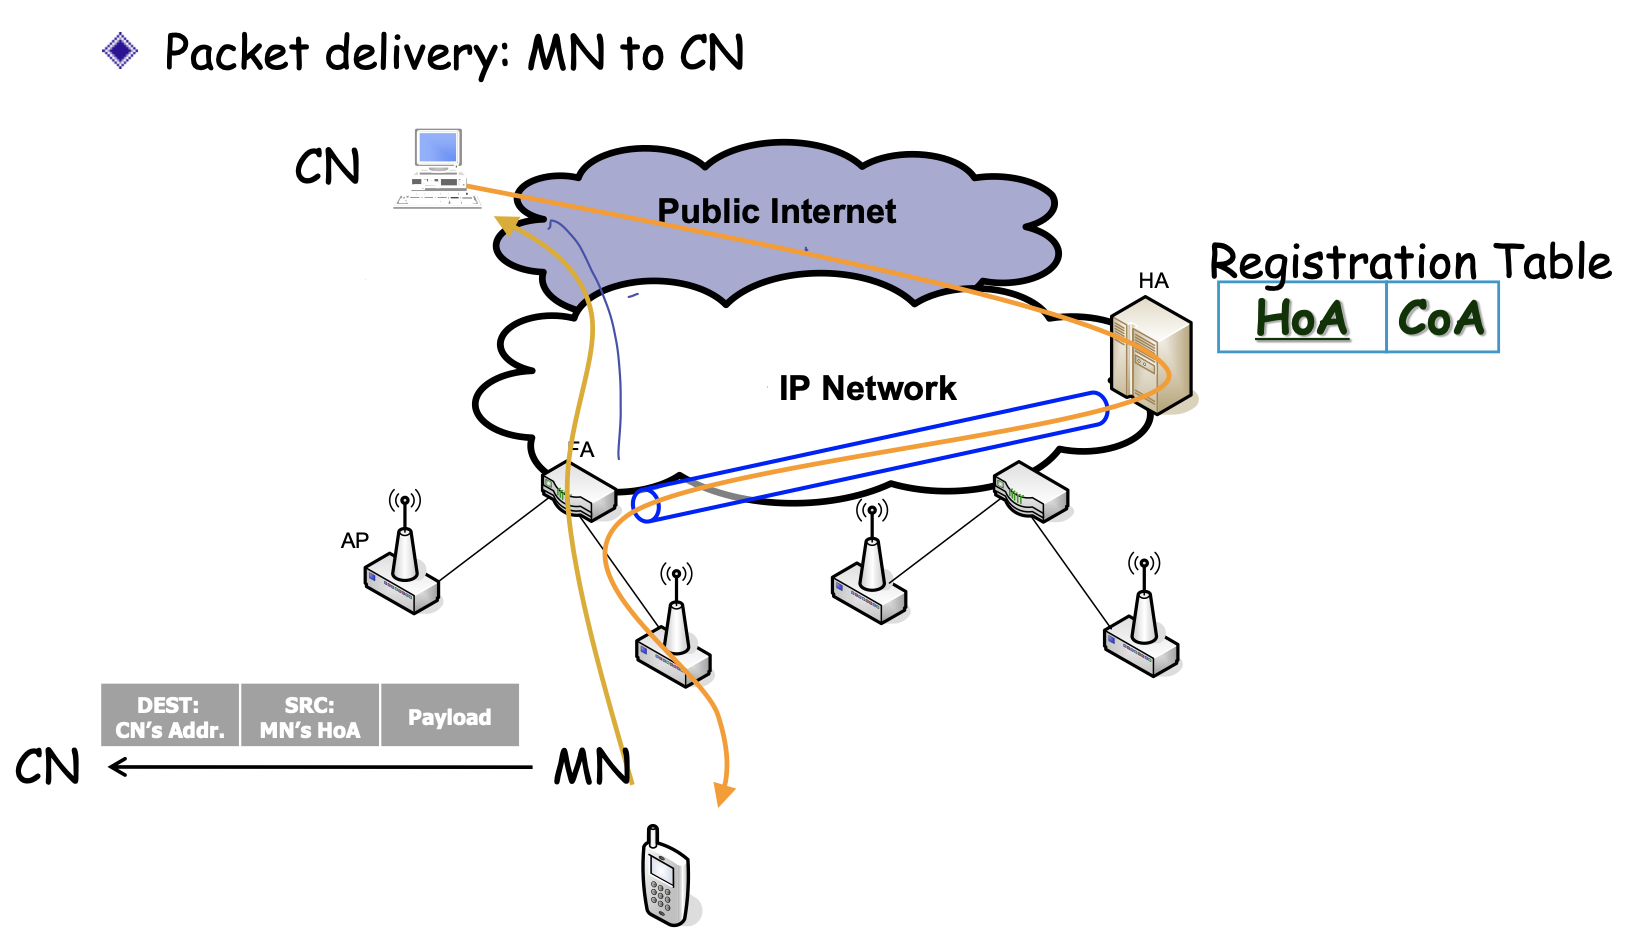 Packet delivery: MN to CN
CN
Public Internet
HA
Registration Table
HoA CoA
IP Network
FA
AP
DEST: CN's Addr.
SRC: MN's HoA
Payload
CN
MN